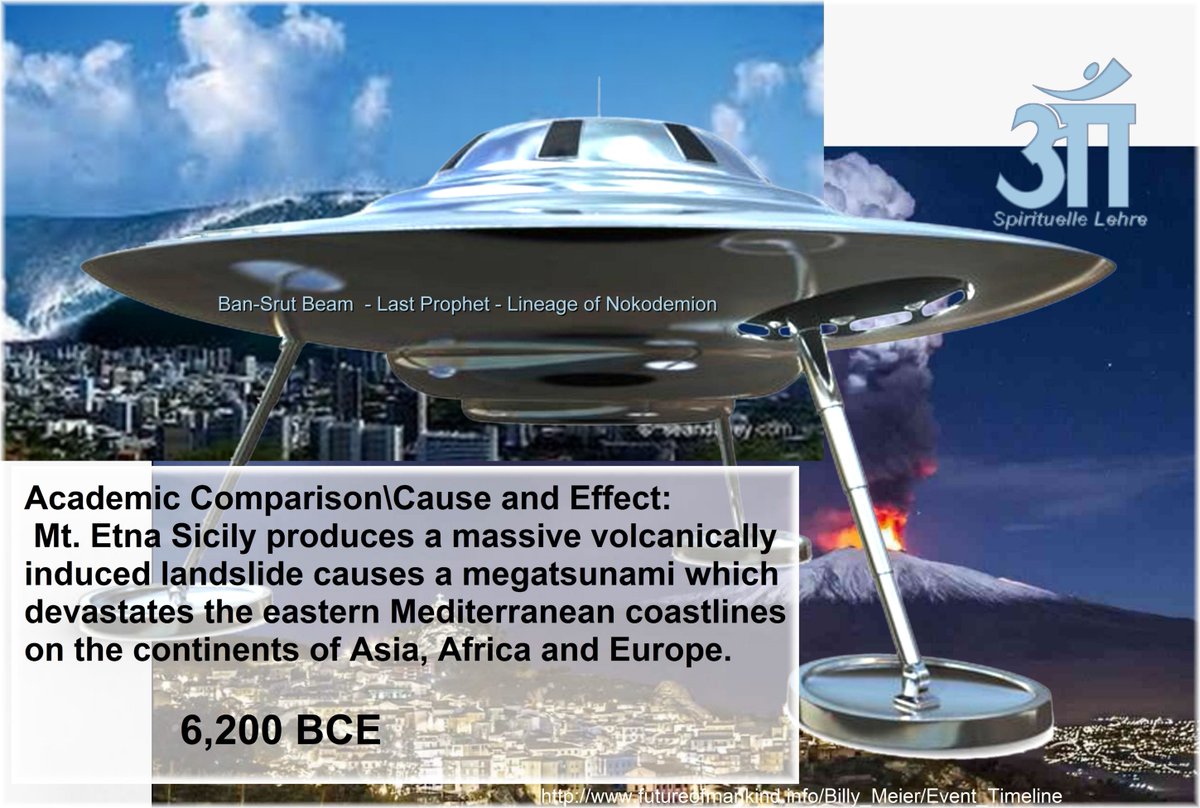 ॐ
Spirituelle Lehre
Ban-Srut Beam - Last Prophet - Lineage of Nokodemion
Academic Comparison\Cause and Effect:
Mt. Etna Sicily produces a massive volcanically
induced landslide causes a megatsunami which
devastates the eastern Mediterranean coastlines
on the continents of Asia, Africa and Europe.
6,200 BCE
http://www.futureofmankind.info/Billy_Meier/Event_Timeline